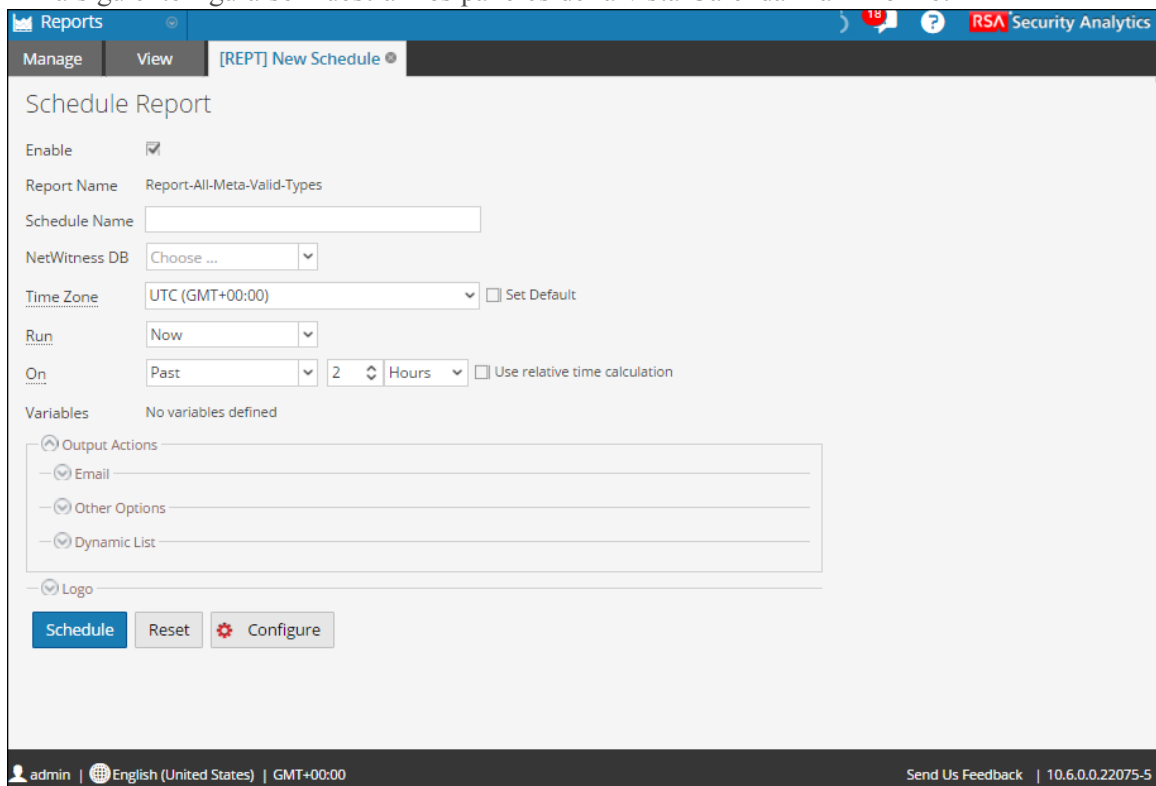 Reports
18
?
RSA Security Analytics
Manage View [REPT] New Schedule
Schedule Report
Enable
Report Name Report-All-Meta-Valid-Types
Schedule Name
NetWitness DB Choose ...
Time Zone UTC (GMT+00:00) Set Default
Run Now
On Past 2 Hours Use relative time calculation
Variables No variables defined
Output Actions
Email
Other Options
Dynamic List
Logo
Schedule Reset Configure
admin | English (United States) | GMT+00:00 Send Us Feedback | 10.6.0.0.22075-5